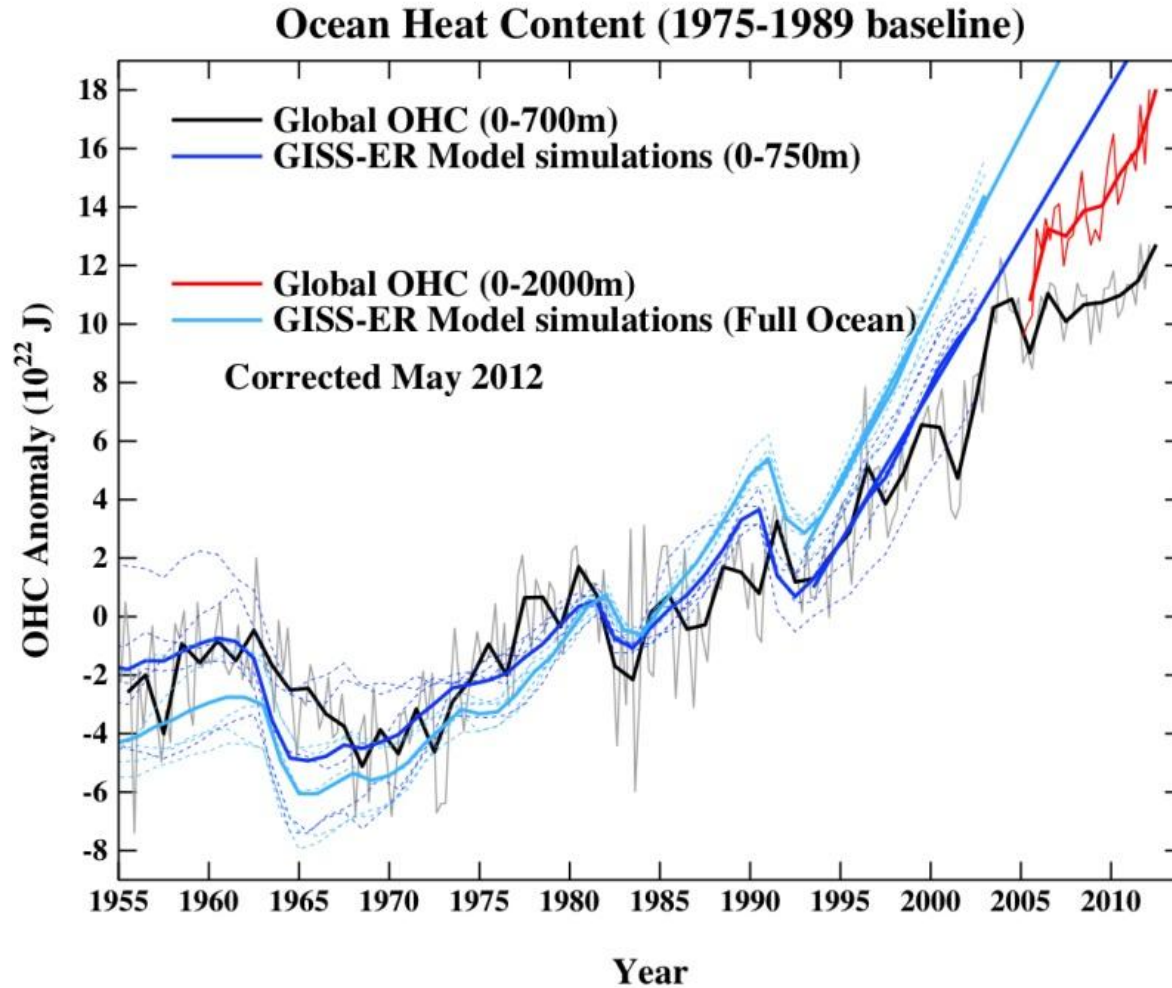 Ocean Heat Content (1975-1989 baseline)
Global OHC (0-700m)
GISS-ER Model simulations (0-750m)
Global OHC (0-2000m)
GISS-ER Model simulations (Full Ocean)
Corrected May 2012
OHC Anomaly (10²² J)
18
16
14
12
10
8
6
4
2
0
-2
-4
-6
-8
1955 1960 1965 1970 1975 1980 1985 1990 1995 2000 2005 2010
Year